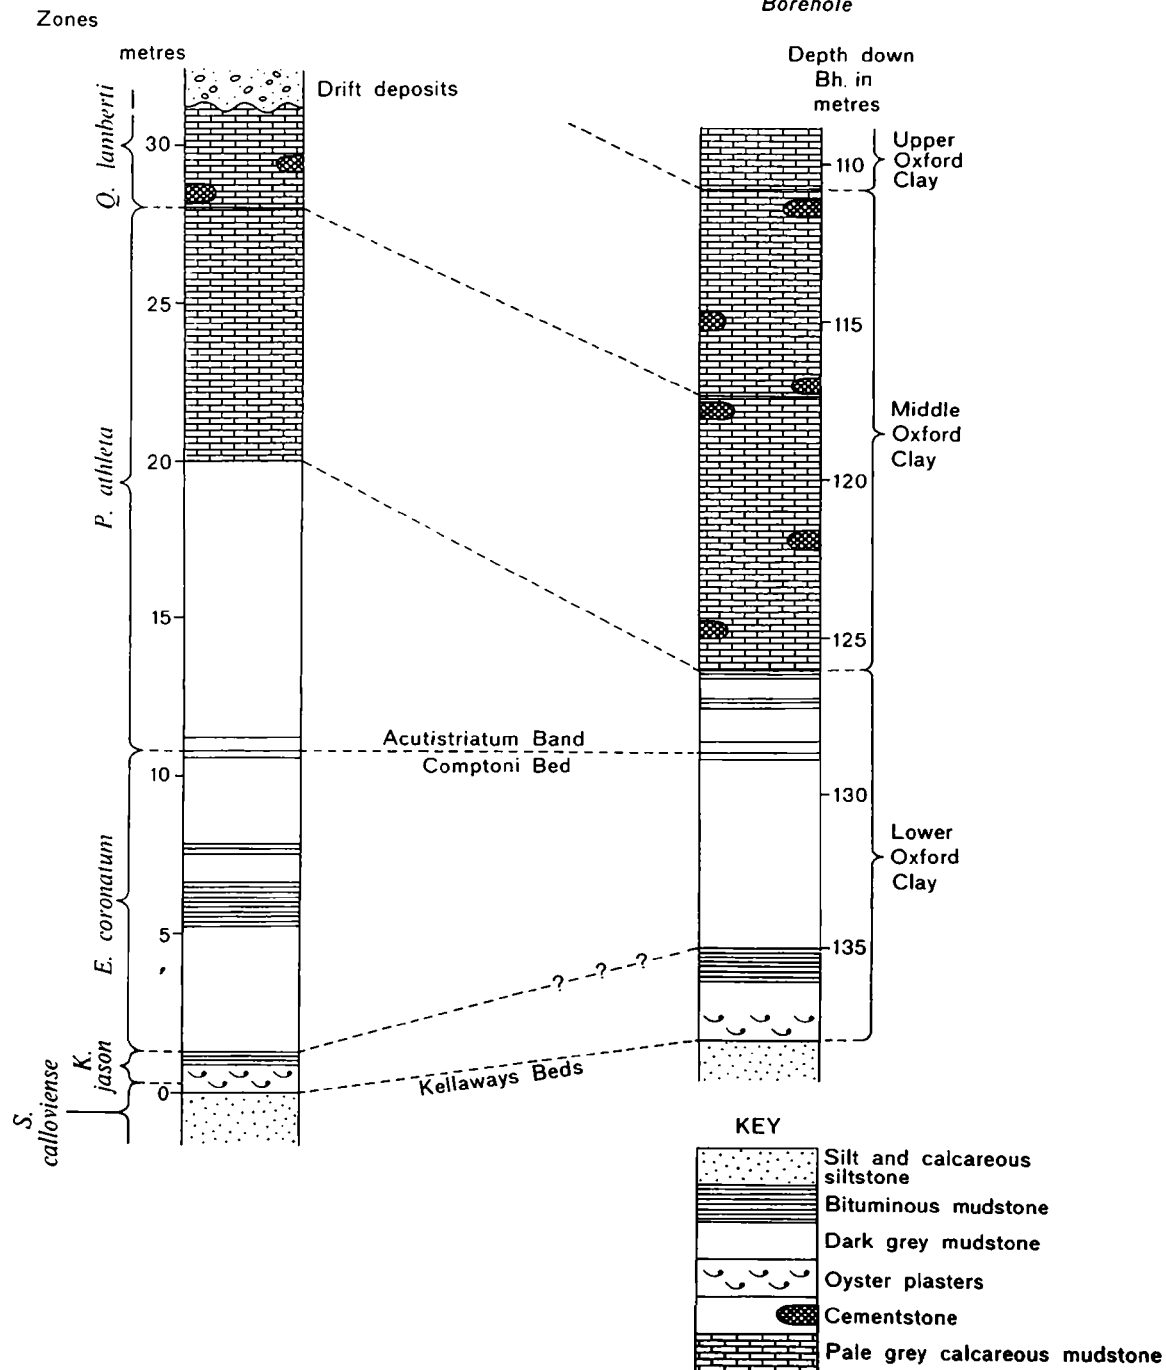 Zones
Borehole
metres
Depth down
Bh. in
metres
Drift deposits
30
25
20
15
10
5
0
Q. lamberti
P. athleta
E. coronatum
K.
jason
S.
calloviense
Acutistriatum Band
Comptoni Bed
? ? ?
Kellaways Beds
110
115
120
125
130
135
Upper
Oxford
Clay
Middle
Oxford
Clay
Lower
Oxford
Clay
KEY
Silt and calcareous
siltstone
Bituminous mudstone
Dark grey mudstone
Oyster plasters
Cementstone
Pale grey calcareous mudstone